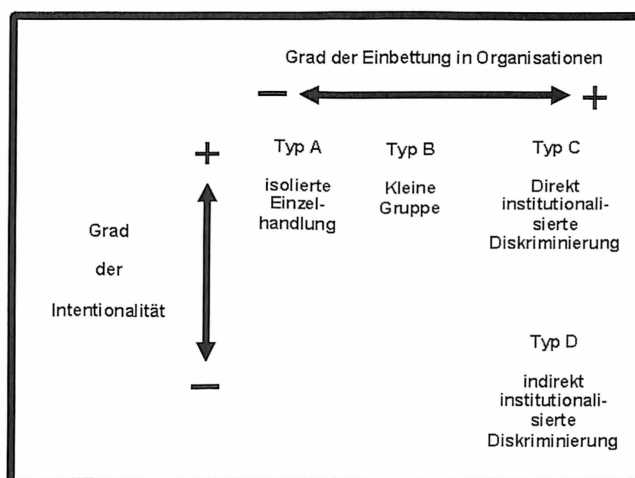 Grad der Einbettung in Organisationen
− +
+ Typ A Typ B Typ C
isolierte Einzel-
handlung
Kleine
Gruppe
Direkt
institutionali-
sierte
Diskriminierung
Grad
der
Intentionalität
−
Typ D
indirekt
institutionali-
sierte
Diskriminierung